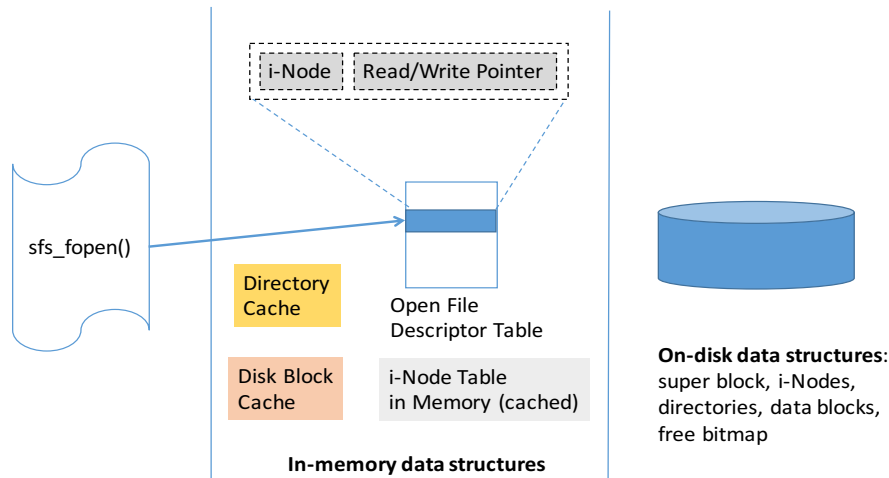 i-Node
Read/Write Pointer
sfs_fopen()
Directory
Cache
Open File
Descriptor Table
Disk Block
Cache
i-Node Table
in Memory (cached)
In-memory data structures
On-disk data structures:
super block, i-Nodes,
directories, data blocks,
free bitmap